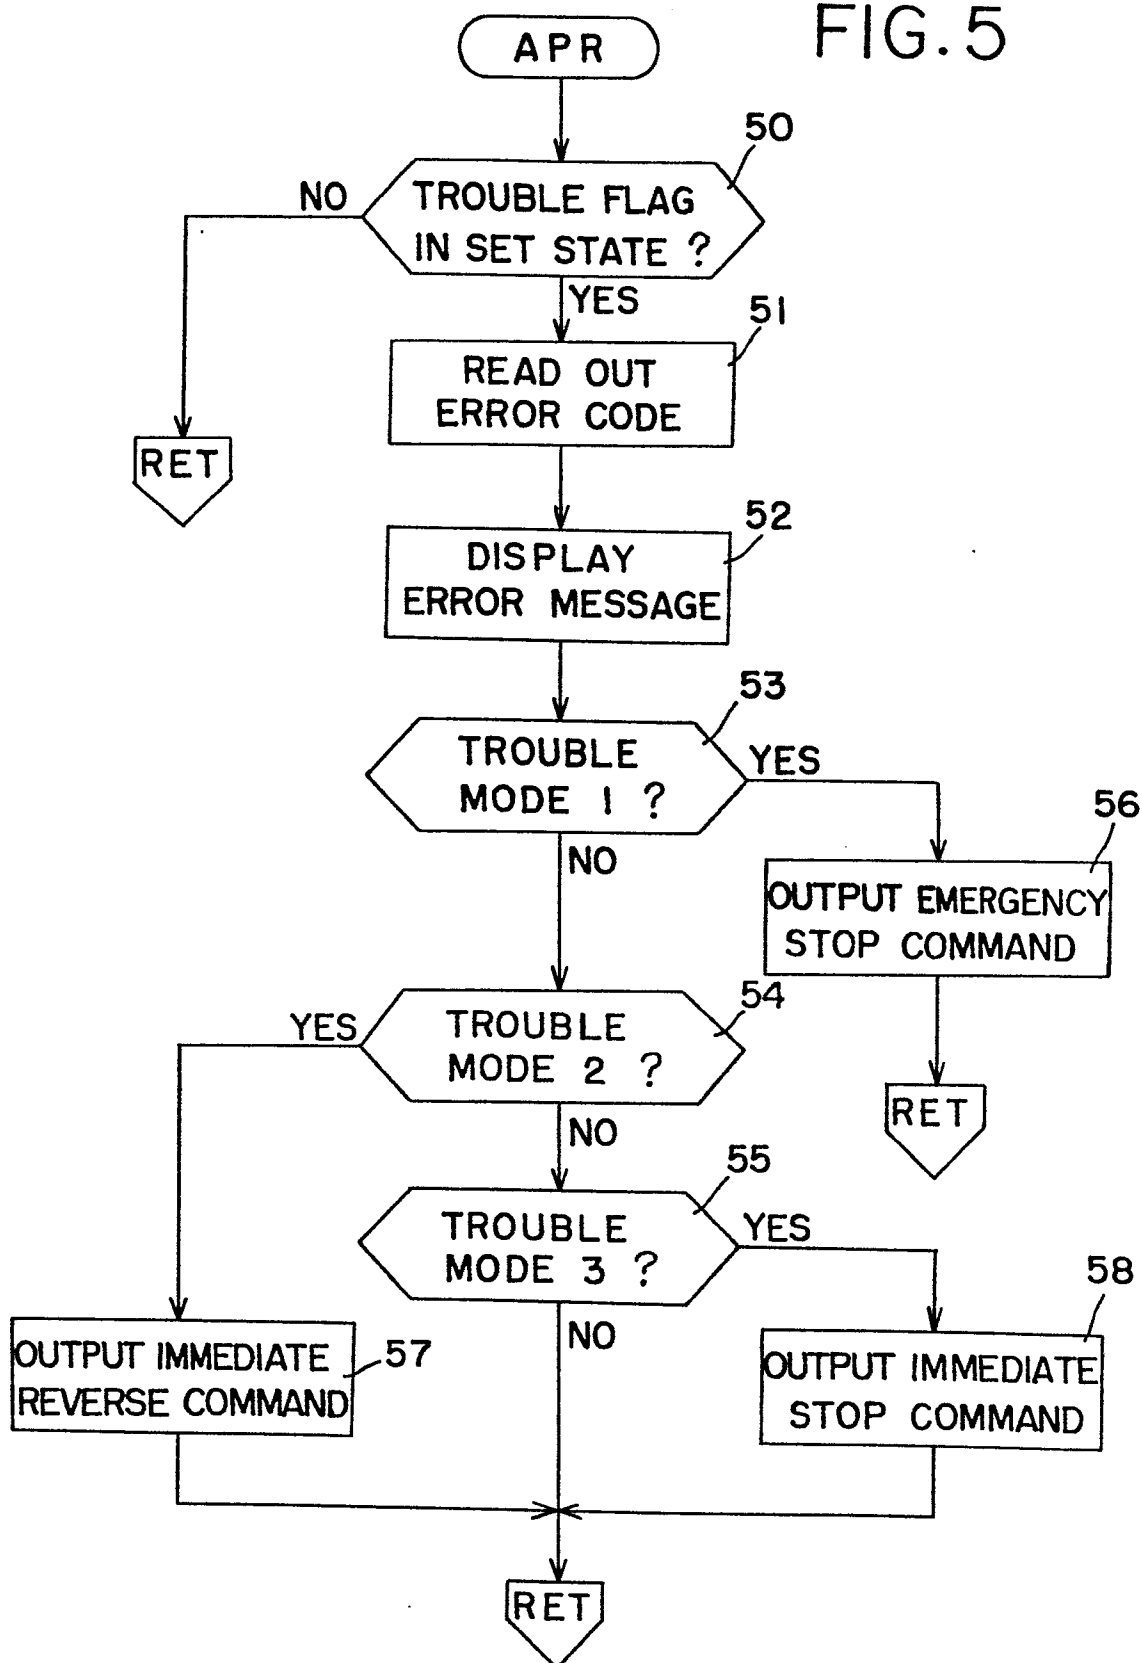 FIG. 5
APR
50
NO
TROUBLE FLAG
IN SET STATE ?
YES
51
READ OUT
ERROR CODE
RET
52
DISPLAY
ERROR MESSAGE
53
TROUBLE
MODE 1 ?
YES
NO
56
OUTPUT EMERGENCY
STOP COMMAND
54
YES
TROUBLE
MODE 2 ?
NO
RET
55
TROUBLE
MODE 3 ?
YES
NO
58
OUTPUT IMMEDIATE
REVERSE COMMAND
57
OUTPUT IMMEDIATE
STOP COMMAND
RET